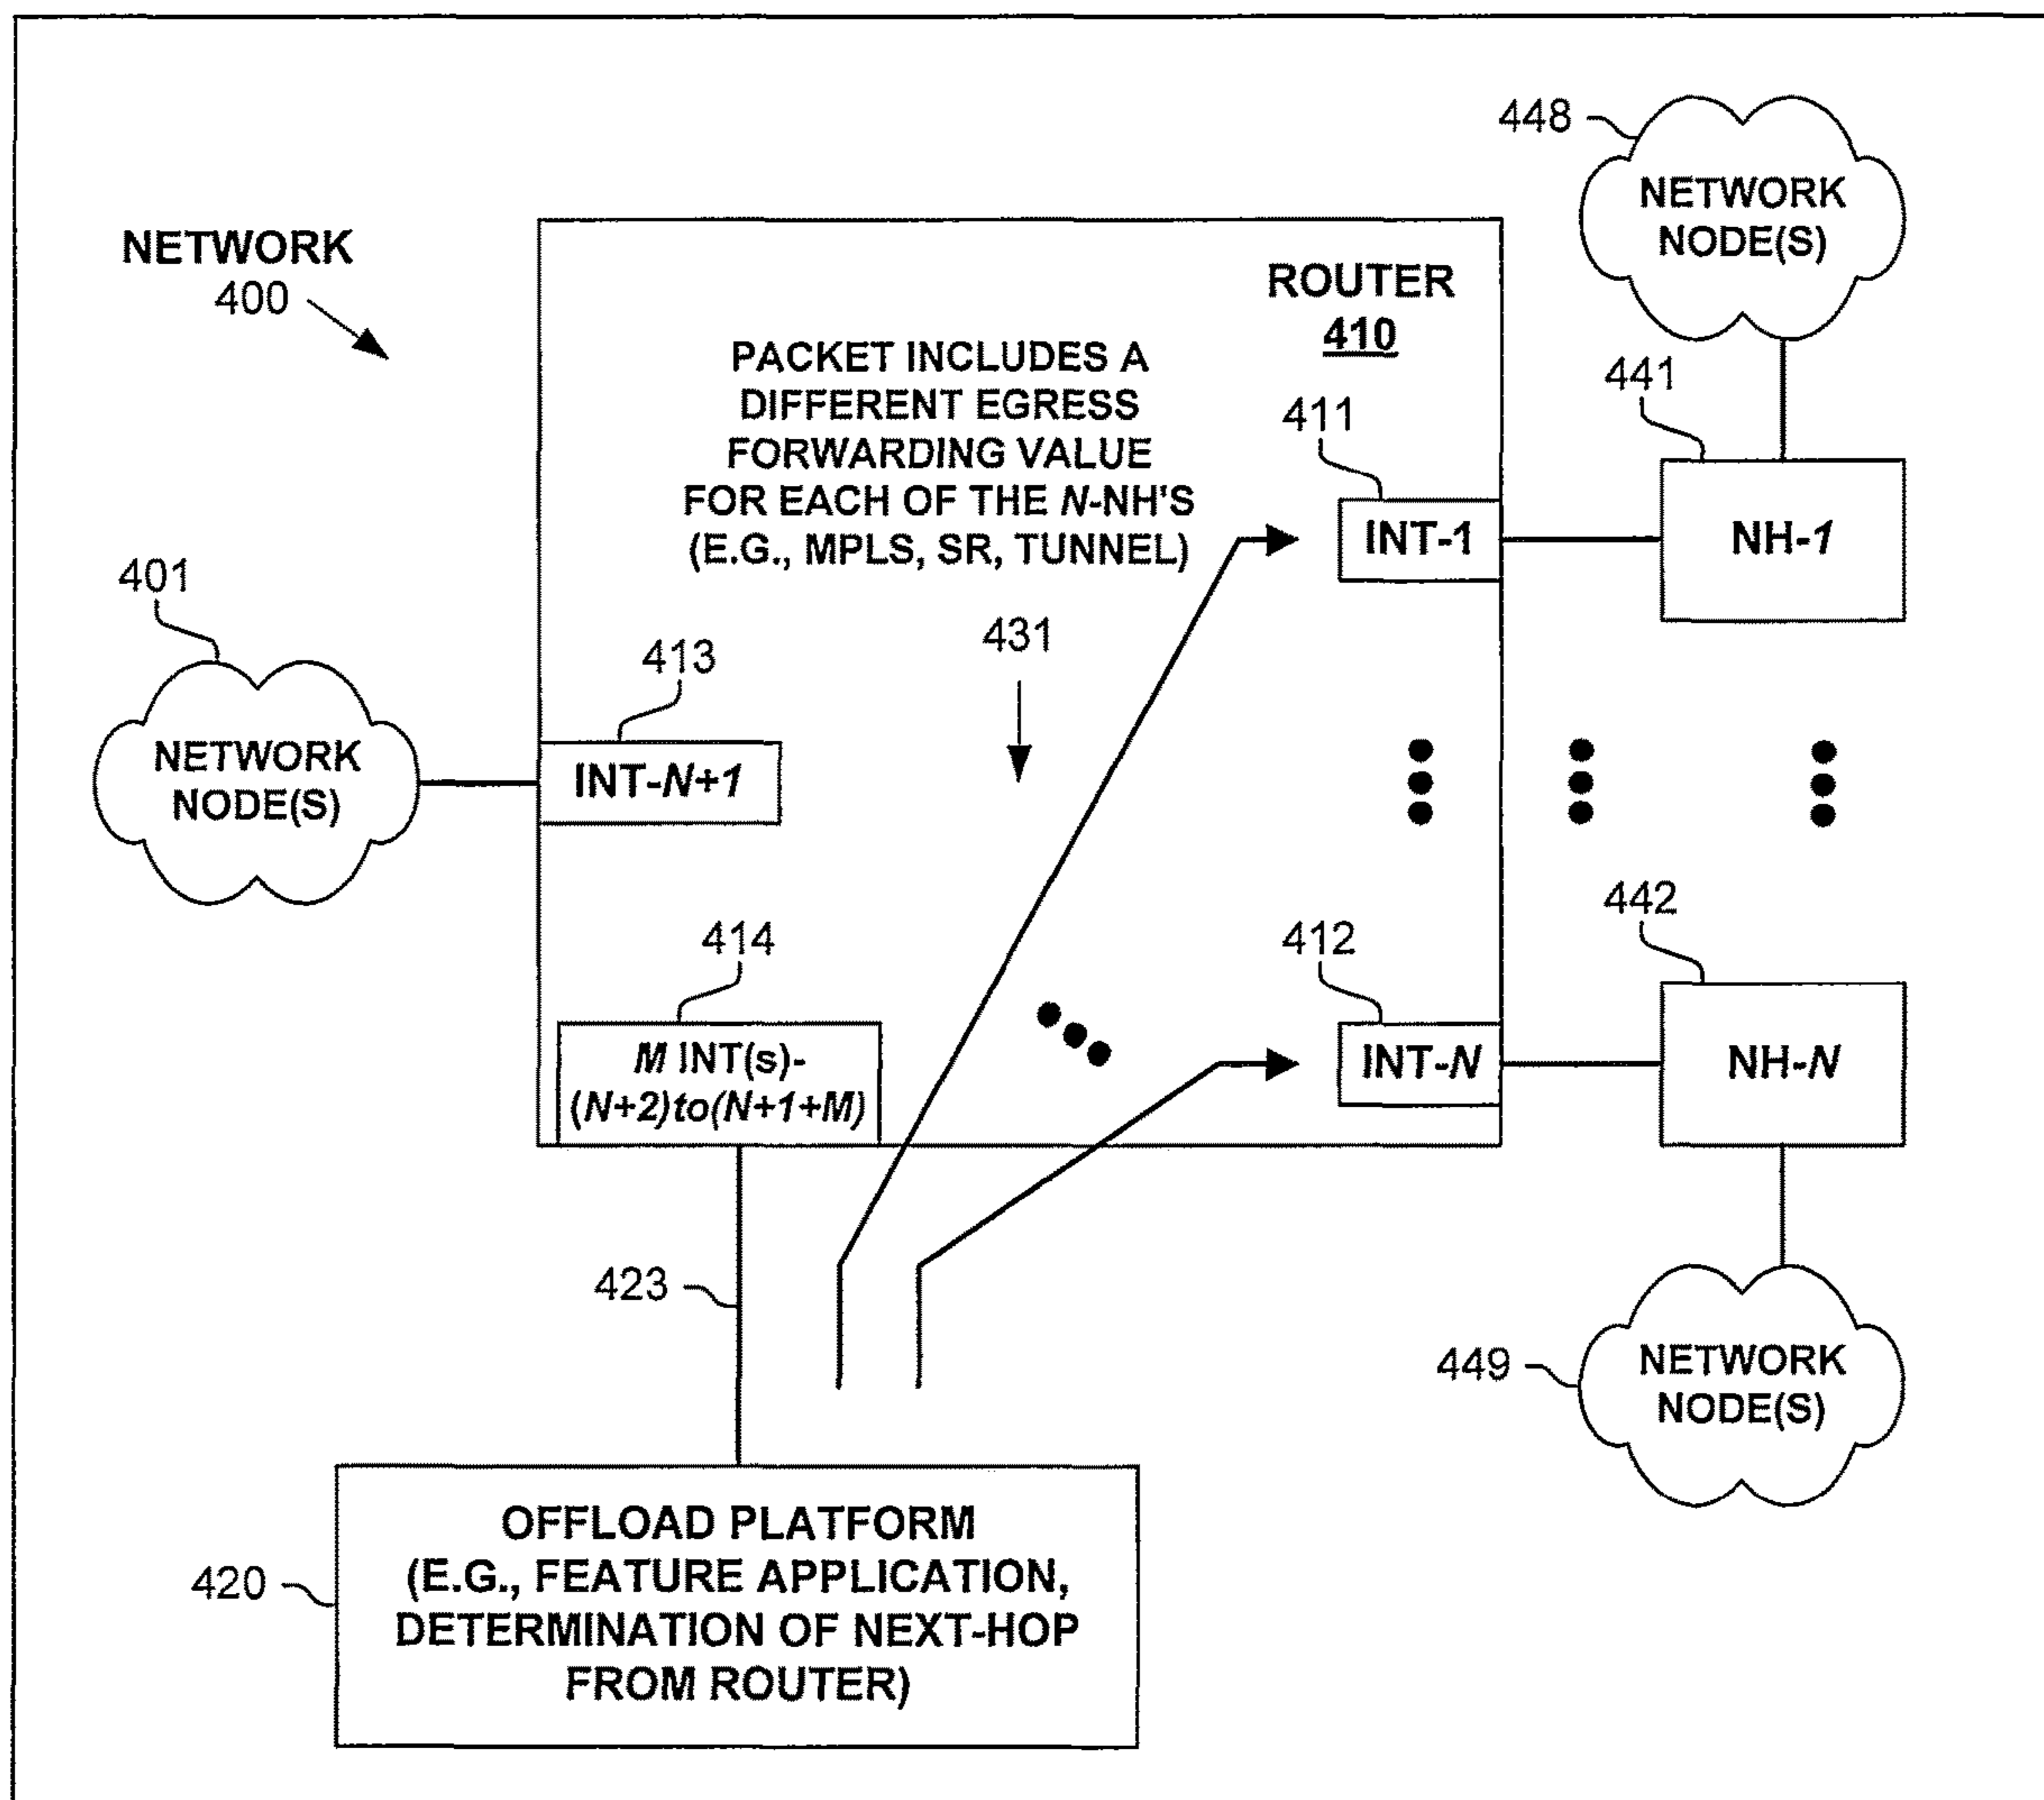 448
NETWORK
NODE(S)
NETWORK
400
ROUTER
410
PACKET INCLUDES A
DIFFERENT EGRESS
FORWARDING VALUE
FOR EACH OF THE N-NH'S
(E.G., MPLS, SR, TUNNEL)
441
411
INT-1
NH-1
401
431
413
NETWORK
NODE(S)
INT-N+1
442
414
412
M INT(s)-
(N+2)to(N+1+M)
INT-N
NH-N
423
449
NETWORK
NODE(S)
420
OFFLOAD PLATFORM
(E.G., FEATURE APPLICATION,
DETERMINATION OF NEXT-HOP
FROM ROUTER)